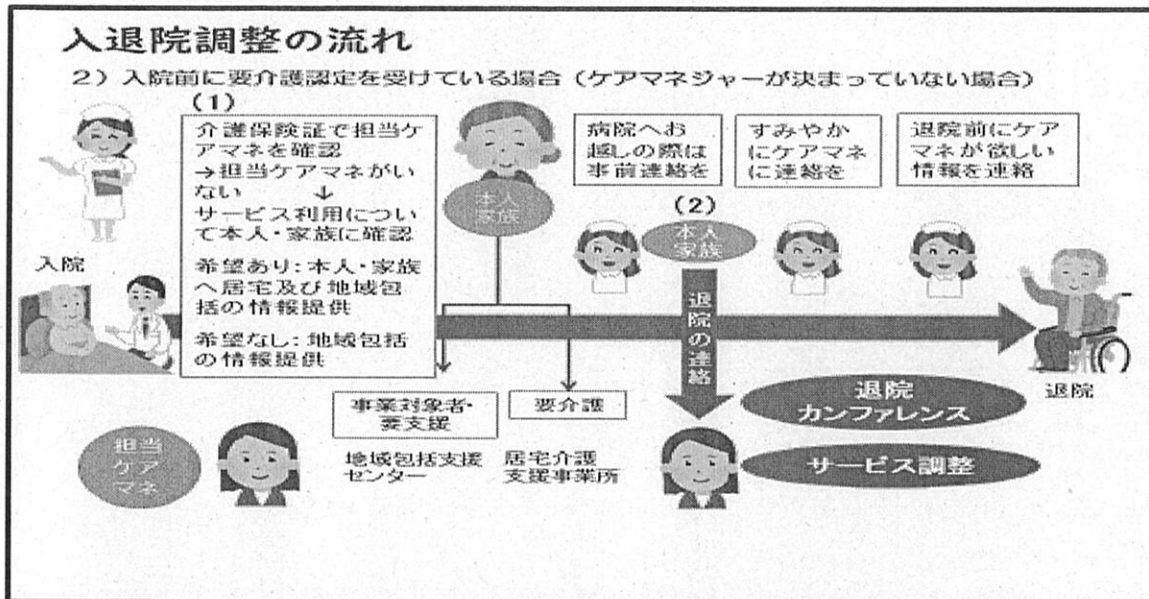 入退院調整の流れ
2）入院前に要介護認定を受けている場合（ケアマネジャーが決まっていない場合）
(1)
介護保険証で担当ケ
アマネを確認
→担当ケアマネがい
ない　　　↓
サービス利用につい
て本人・家族に確認
希望あり：本人・家族
へ居宅及び地域包
括の情報提供
希望なし：地域包括
の情報提供
入院
本人
家族
病院へお
越しの際は
事前連絡を
すみやか
にケアマネ
に連絡を
退院前にケア
マネが欲しい
情報を連絡
(2)
本人
家族
退院の連絡
退院
事業対象者・
要支援
要介護
地域包括支援
センター
居宅介護
支援事業所
担当
ケア
マネ
退院
カンファレンス
サービス調整